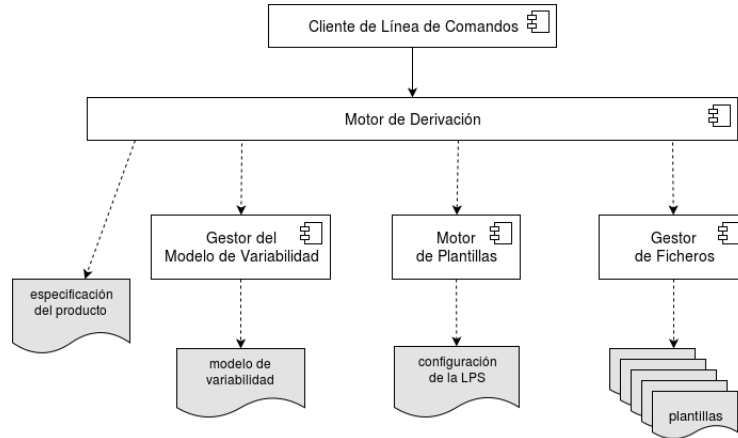 Cliente de Línea de Comandos
Motor de Derivación
Gestor del
Modelo de Variabilidad
Motor
de Plantillas
Gestor
de Ficheros
especificación
del producto
modelo de
variabilidad
configuración
de la LPS
plantillas